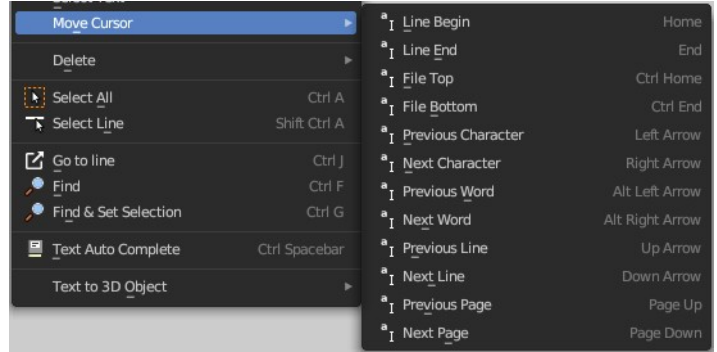 Move Cursor
Delete
Select All Ctrl A
Select Line Shift Ctrl A
Go to line Ctrl J
Find Ctrl F
Find & Set Selection Ctrl G
Text Auto Complete Ctrl Spacebar
Text to 3D Object
Line Begin Home
Line End End
File Top Ctrl Home
File Bottom Ctrl End
Previous Character Left Arrow
Next Character Right Arrow
Previous Word Alt Left Arrow
Next Word Alt Right Arrow
Previous Line Up Arrow
Next Line Down Arrow
Previous Page Page Up
Next Page Page Down